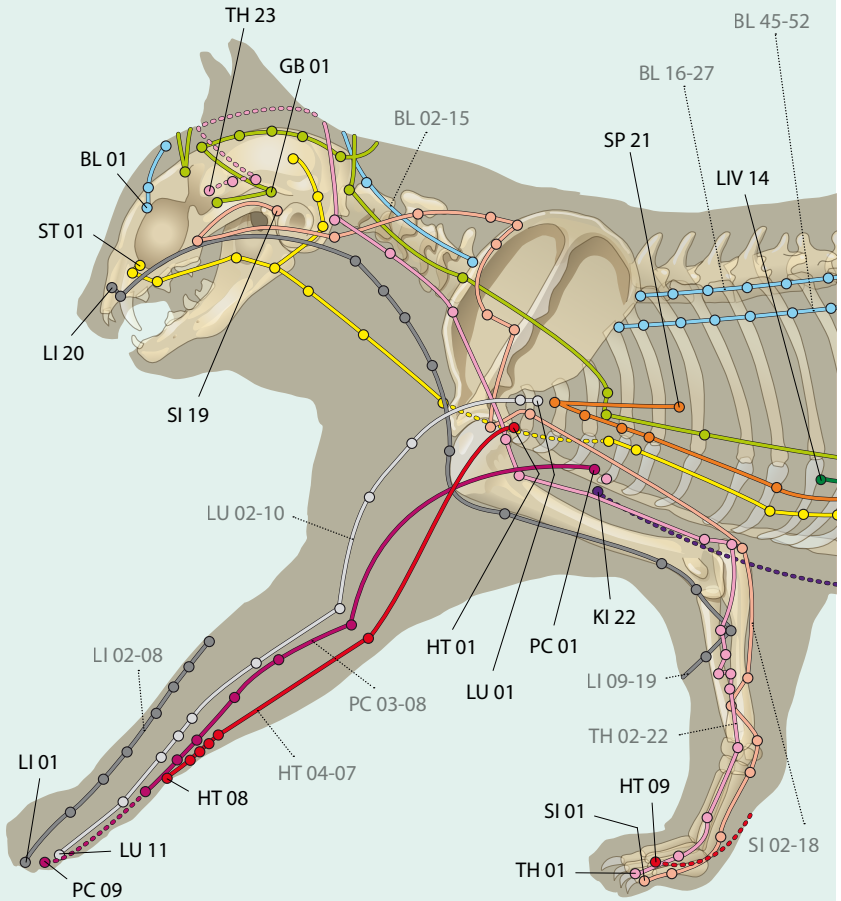 TH 23
BL 45-52
GB 01
BL 16-27
BL 02-15
SP 21
BL 01
LIV 14
ST 01
LI 20
SI 19
LU 02-10
HT 01
PC 01
KI 22
LI 02-08
LU 01
LI 09-19
PC 03-08
TH 02-22
LI 01
HT 04-07
HT 09
HT 08
SI 01
SI 02-18
LU 11
TH 01
PC 09